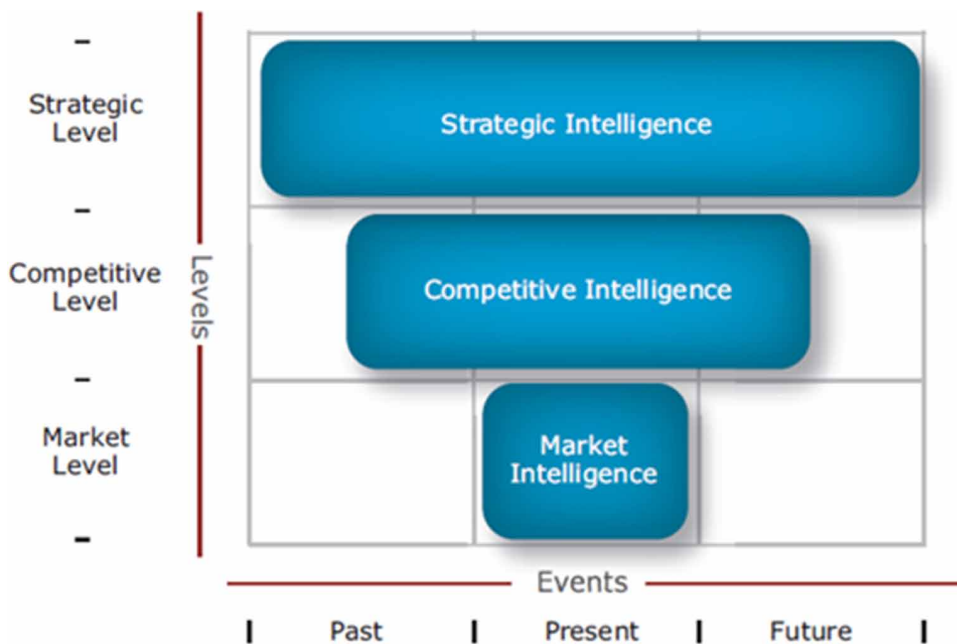 Strategic
Level
Strategic Intelligence
Competitive
Level
Levels
Competitive Intelligence
Market
Level
Market
Intelligence
Events
Past
Present
Future